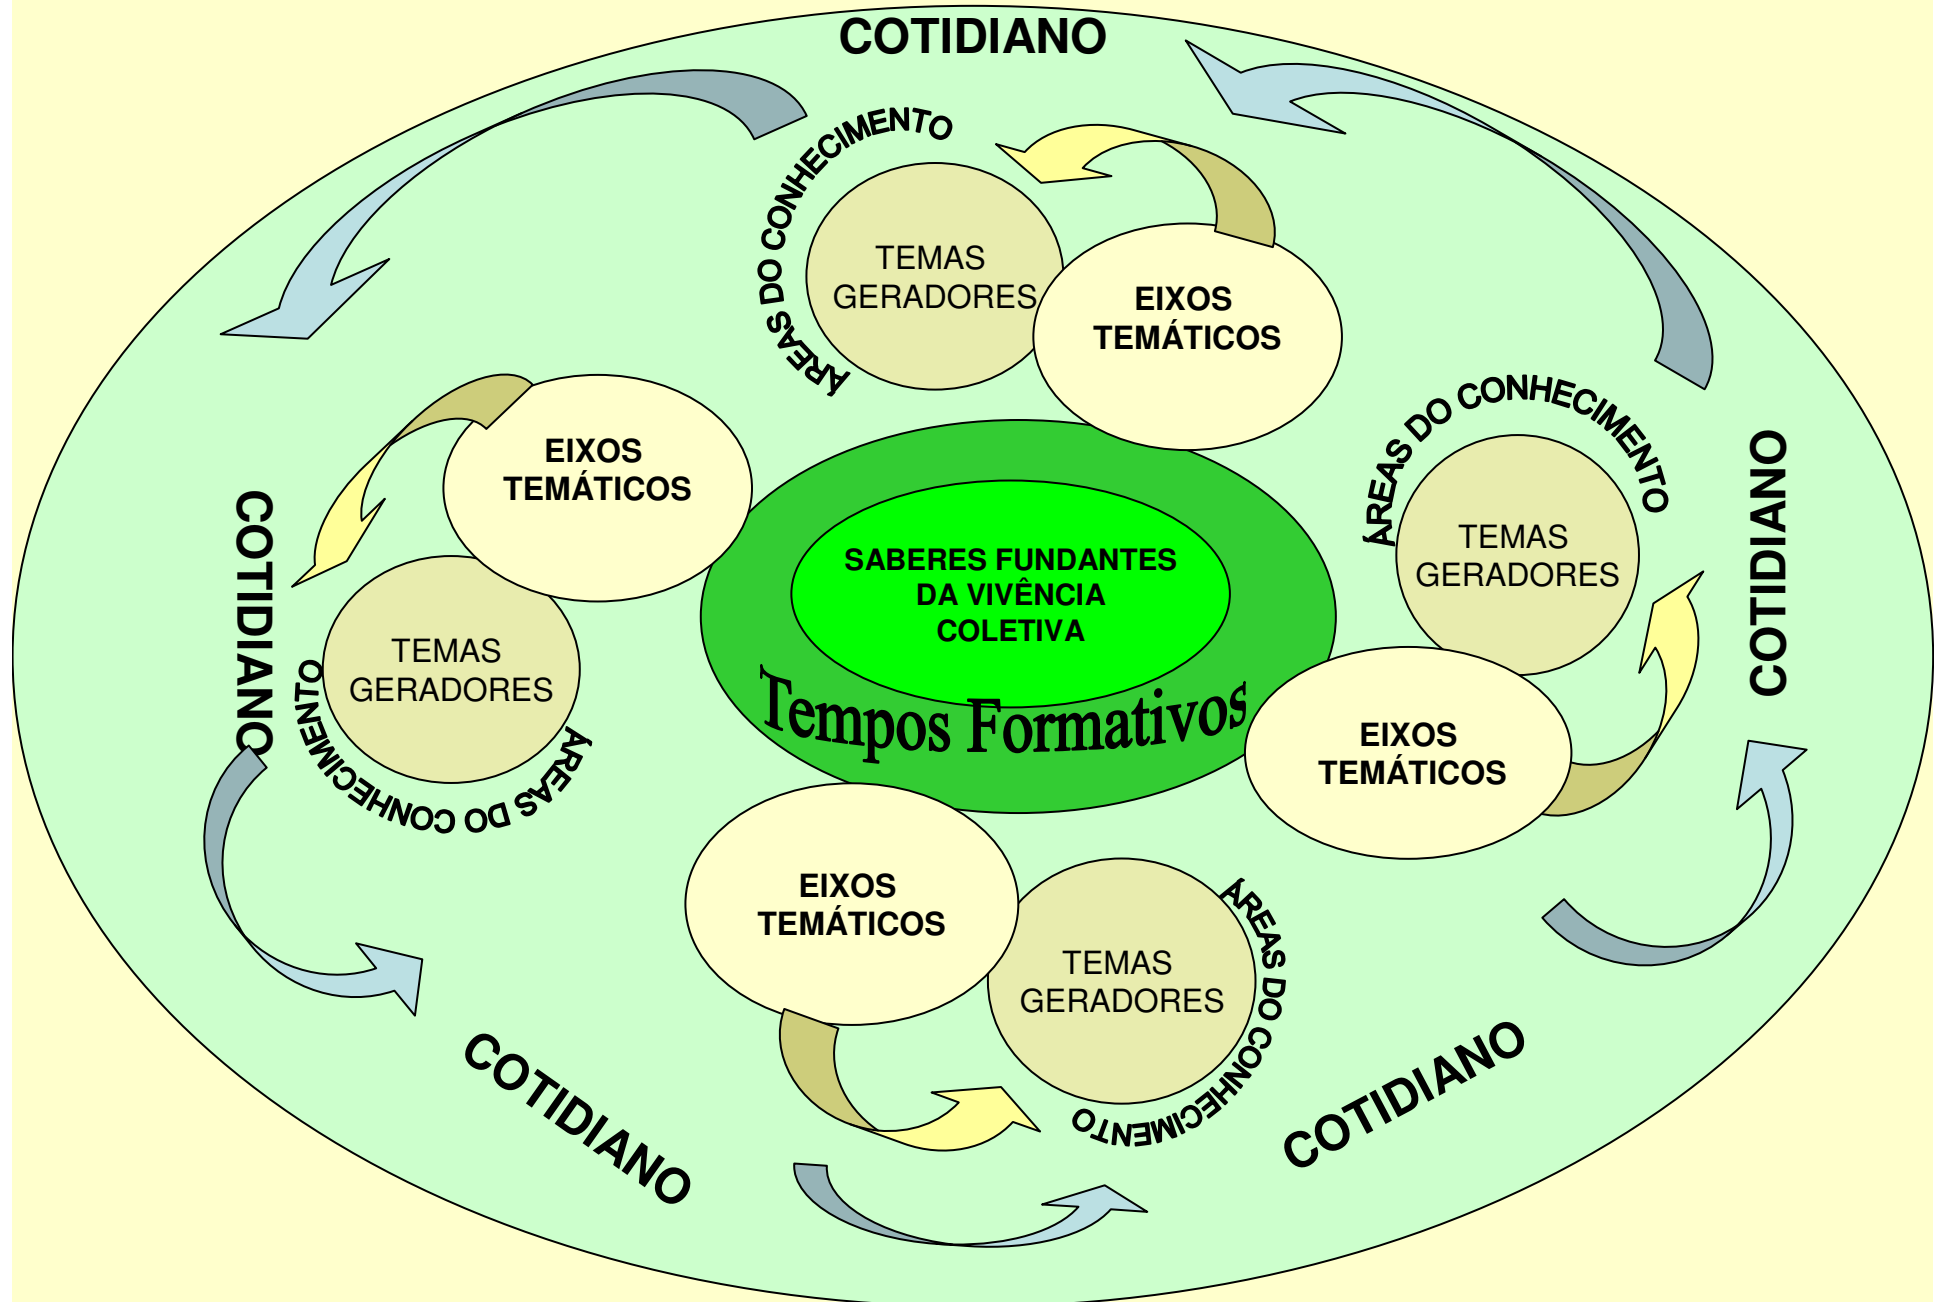 COTIDIANO
ÁREAS DO CONHECIMENTO
TEMAS
GERADORES
EIXOS
TEMÁTICOS
ÁREAS DO CONHECIMENTO
TEMAS
GERADORES
EIXOS
TEMÁTICOS
COTIDIANO
COTIDIANO
EIXOS
TEMÁTICOS
TEMAS
GERADORES
ÁREAS DO CONHECIMENTO
SABERES FUNDANTES
DA VIVÊNCIA
COLETIVA
Tempos Formativos
EIXOS
TEMÁTICOS
TEMAS
GERADORES
ÁREAS DO CONHECIMENTO
COTIDIANO
COTIDIANO